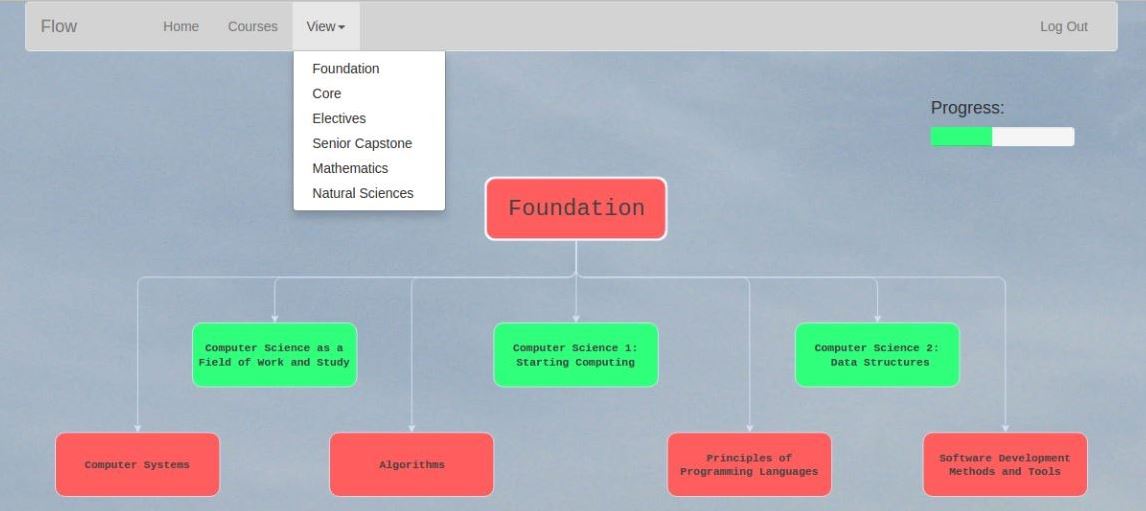 Flow Home Courses View Log Out
Foundation
Core
Electives
Senior Capstone
Mathematics
Natural Sciences
Progress:
Foundation
Computer Science as a
Field of Work and Study
Computer Science 1:
Starting Computing
Computer Science 2:
Data Structures
Computer Systems
Algorithms
Principles of
Programming Languages
Software Development
Methods and Tools